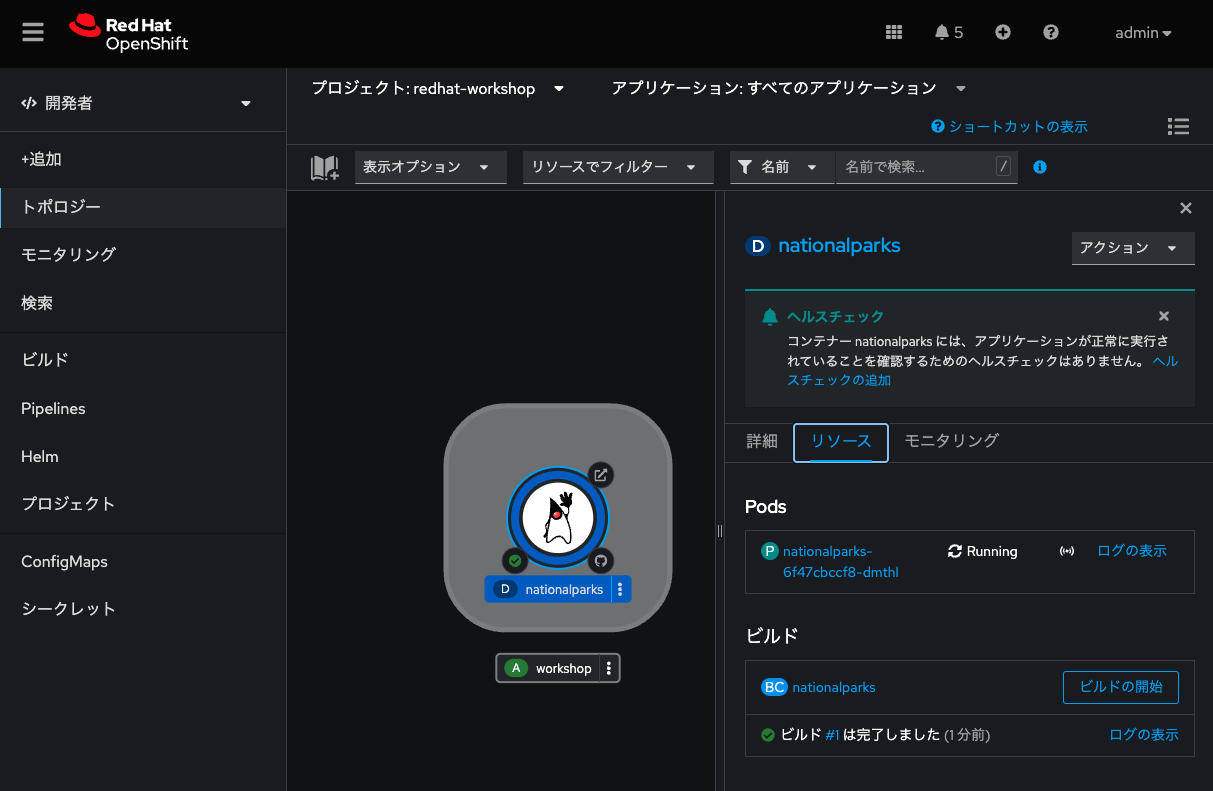 Red Hat
OpenShift
5
admin
開発者
+追加
トポロジー
モニタリング
検索
ビルド
Pipelines
Helm
プロジェクト
ConfigMaps
シークレット
プロジェクト: redhat-workshop
アプリケーション: すべてのアプリケーション
ショートカットの表示
表示オプション
リソースでフィルター
名前
名前で検索...
/
D nationalparks
A workshop
D nationalparks
アクション
ヘルスチェック
コンテナー nationalparks には、アプリケーションが正常に実行さ
れていることを確認するためのヘルスチェックはありません。 ヘル
スチェックの追加
詳細
リソース
モニタリング
Pods
P nationalparks-
6f47cbccf8-dmthl
Running
ログの表示
ビルド
BC nationalparks
ビルドの開始
ビルド #1 は完了しました (1 分前)
ログの表示